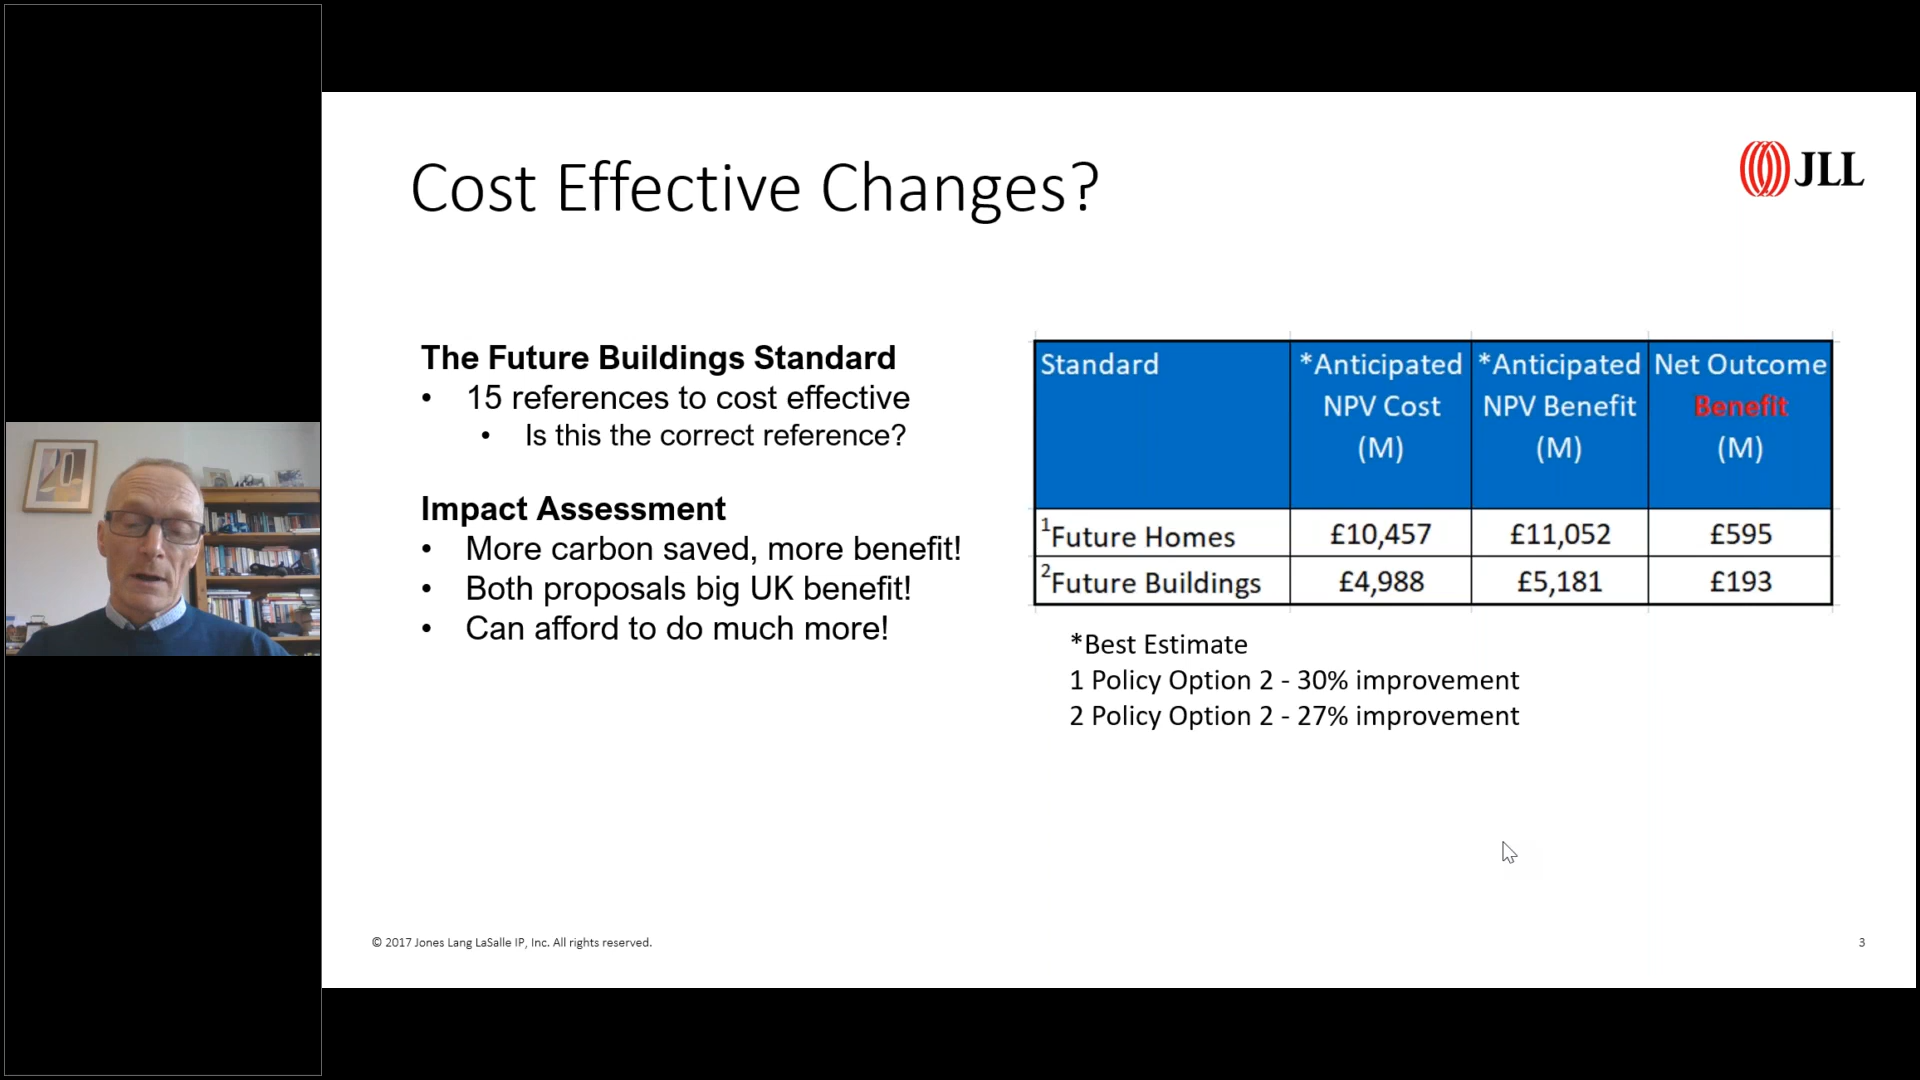 Cost Effective Changes?
JLL
The Future Buildings Standard
• 15 references to cost effective
• Is this the correct reference?
Impact Assessment
• More carbon saved, more benefit!
• Both proposals big UK benefit!
• Can afford to do much more!
Standard *Anticipated NPV Cost (M) *Anticipated NPV Benefit (M) Net Outcome Benefit (M)
1Future Homes £10,457 £11,052 £595
2Future Buildings £4,988 £5,181 £193
*Best Estimate
1 Policy Option 2 - 30% improvement
2 Policy Option 2 - 27% improvement
© 2017 Jones Lang LaSalle IP, Inc. All rights reserved.
3